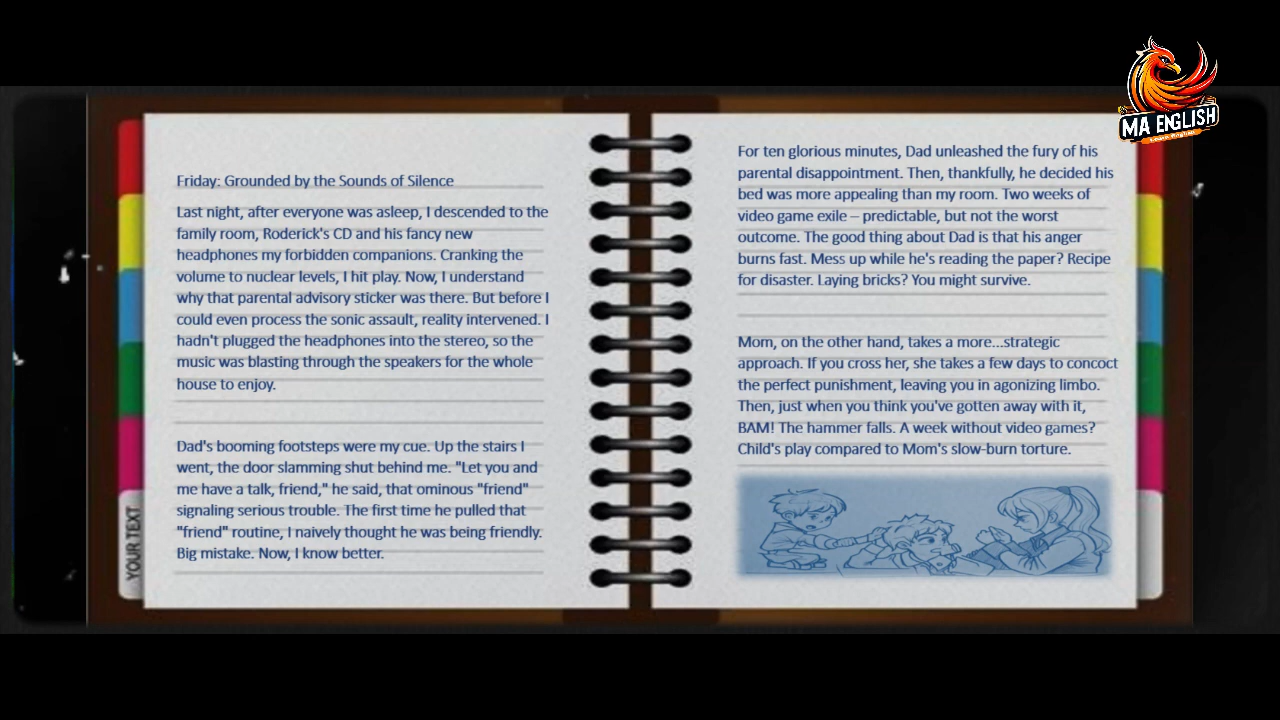 MA ENGLISH
Learn English
Friday: Grounded by the Sounds of Silence
Last night, after everyone was asleep, I descended to the
family room, Roderick's CD and his fancy new
headphones my forbidden companions. Cranking the
volume to nuclear levels, I hit play. Now, I understand
why that parental advisory sticker was there. But before I
could even process the sonic assault, reality intervened. I
hadn't plugged the headphones into the stereo, so the
music was blasting through the speakers for the whole
house to enjoy.
Dad's booming footsteps were my cue. Up the stairs I
went, the door slamming shut behind me. "Let you and
me have a talk, friend," he said, that ominous "friend"
signaling serious trouble. The first time he pulled that
"friend" routine, I naively thought he was being friendly.
Big mistake. Now, I know better.
YOUR TEXT
For ten glorious minutes, Dad unleashed the fury of his
parental disappointment. Then, thankfully, he decided his
bed was more appealing than my room. Two weeks of
video game exile – predictable, but not the worst
outcome. The good thing about Dad is that his anger
burns fast. Mess up while he's reading the paper? Recipe
for disaster. Laying bricks? You might survive.
Mom, on the other hand, takes a more...strategic
approach. If you cross her, she takes a few days to concoct
the perfect punishment, leaving you in agonizing limbo.
Then, just when you think you've gotten away with it,
BAM! The hammer falls. A week without video games?
Child's play compared to Mom's slow-burn torture.